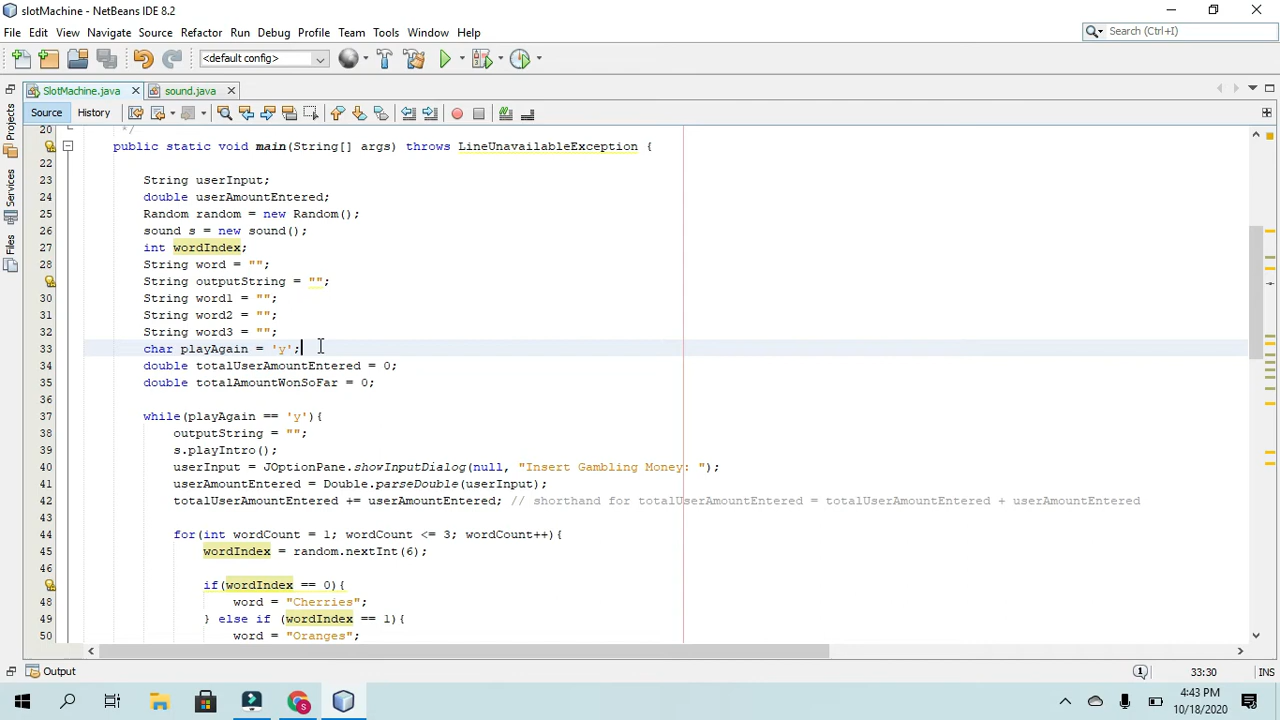 slotMachine - NetBeans IDE 8.2
File Edit View Navigate Source Refactor Run Debug Profile Team Tools Window Help
Search (Ctrl+I)
<default config>
SlotMachine.java sound.java
Source History
Projects
Services
Files
20 */
public static void main(String[] args) throws LineUnavailableException {
22
23 String userInput;
24 double userAmountEntered;
25 Random random = new Random();
26 sound s = new sound();
27 int wordIndex;
28 String word = "";
String outputString = "";
30 String word1 = "";
31 String word2 = "";
32 String word3 = "";
33 char playAgain = 'y';
34 double totalUserAmountEntered = 0;
35 double totalAmountWonSoFar = 0;
36
37 while(playAgain == 'y'){
38 outputString = "";
39 s.playIntro();
40 userInput = JOptionPane.showInputDialog(null, "Insert Gambling Money: ");
41 userAmountEntered = Double.parseDouble(userInput);
42 totalUserAmountEntered += userAmountEntered; // shorthand for totalUserAmountEntered = totalUserAmountEntered + userAmountEntered
43
44 for(int wordCount = 1; wordCount <= 3; wordCount++){
45 wordIndex = random.nextInt(6);
46
if(wordIndex == 0){
48 word = "Cherries";
49 } else if (wordIndex == 1){
50 word = "Oranges";
Output
1
33:30
INS
4:43 PM
10/18/2020